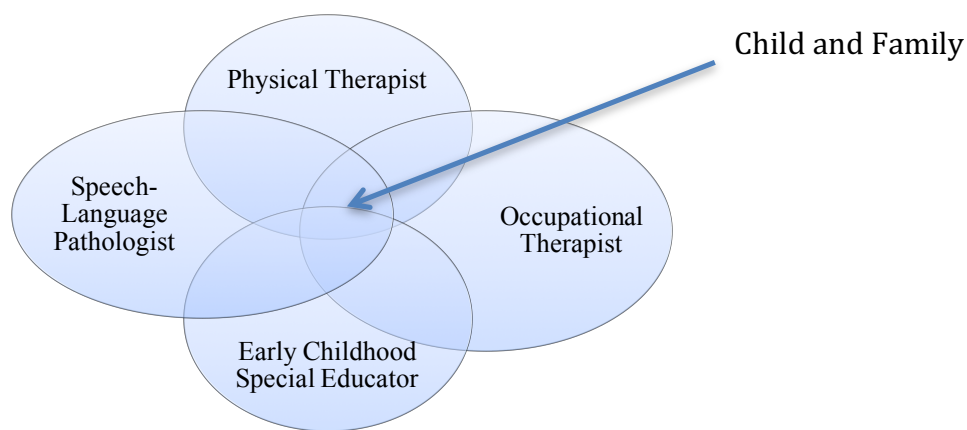 Child and Family
Physical Therapist
Speech-
Language
Pathologist
Occupational
Therapist
Early Childhood
Special Educator